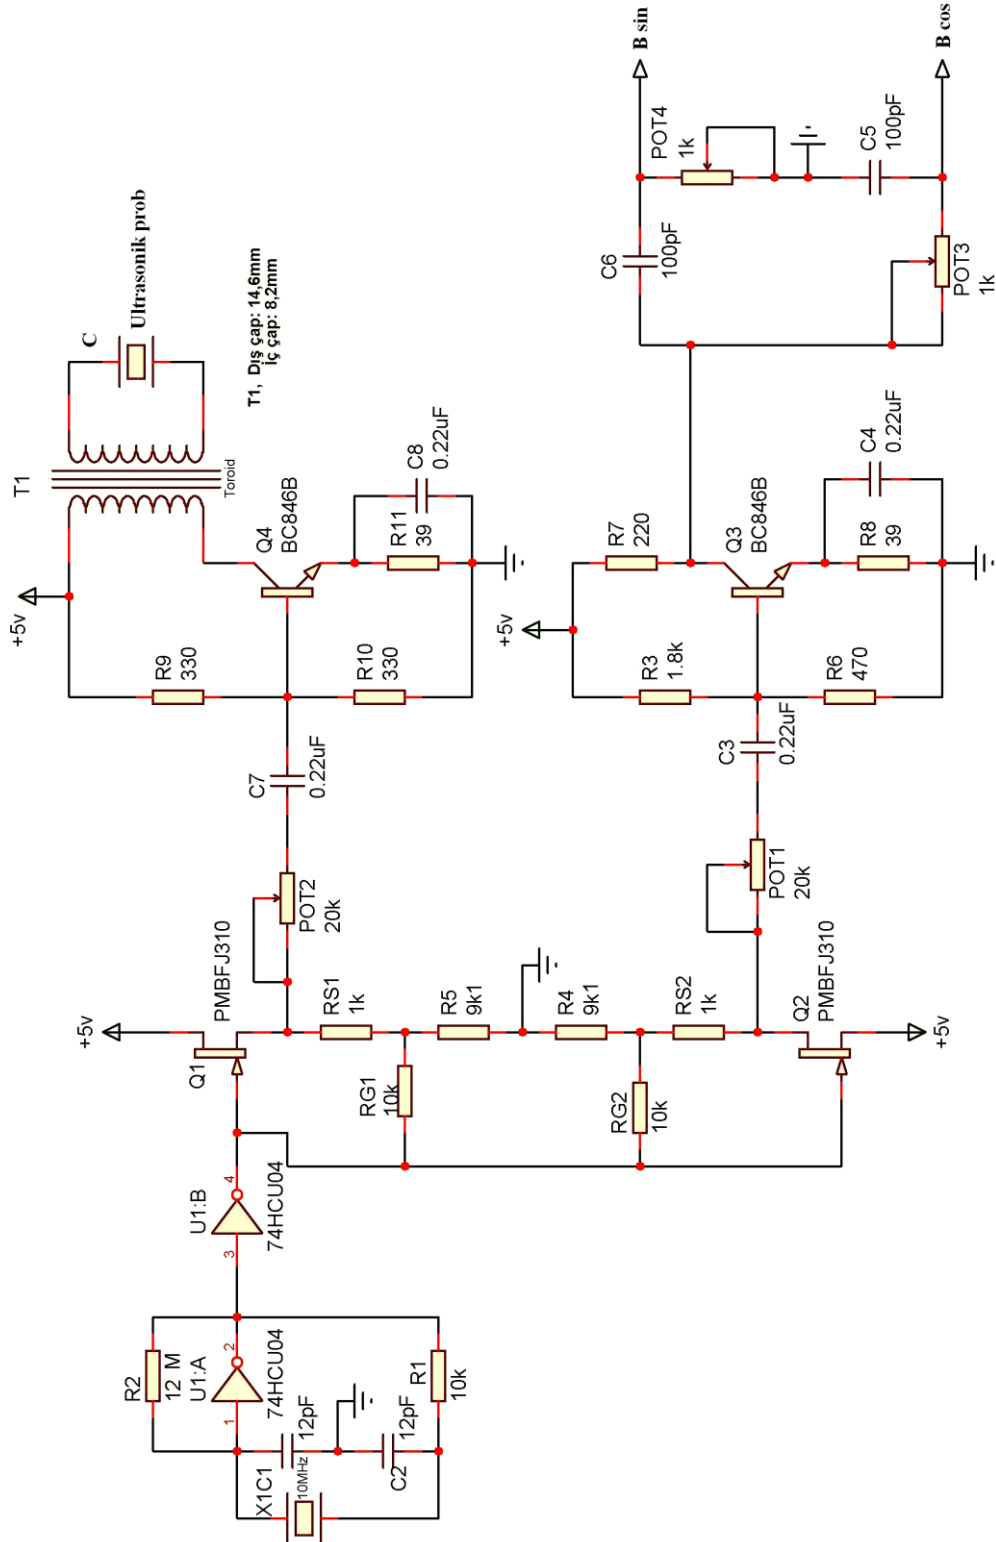 B sin
B cos
POT4
1k
C5
100pF
C6
100pF
POT3
1k
C
Ultrasonik prob
T1, Dış çap: 14,6mm
İç çap: 8,2mm
T1
Toroid
+5v
Q4
BC846B
C8
0.22uF
R11
39
R9
330
R10
330
C7
0.22uF
POT2
20k
+5v
R7
220
Q3
BC846B
C4
0.22uF
R8
39
R3
1.8k
R6
470
C3
0.22uF
POT1
20k
+5v
PMBFJ310
Q1
RS1
1k
R5
9k1
R4
9k1
RS2
1k
Q2
PMBFJ310
+5v
RG1
10k
RG2
10k
U1:B
4
3
74HCU04
R2
12 M
U1:A
2
1
74HCU04
R1
10k
12pF
12pF
X1C1
10MHz
C2